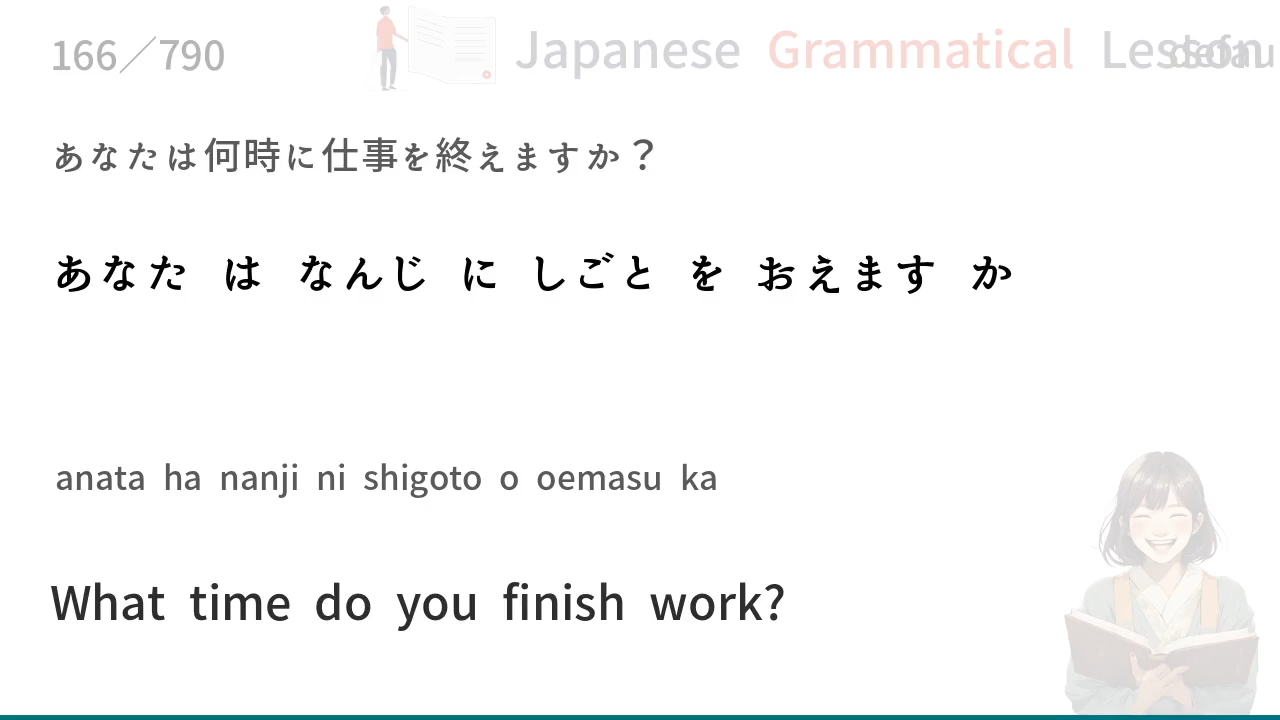 166／790
Japanese Grammatical Lesson
defau
あなたは何時に仕事を終えますか？
あなた は なんじ に しごと を おえます か
anata ha nanji ni shigoto o oemasu ka
What time do you finish work?